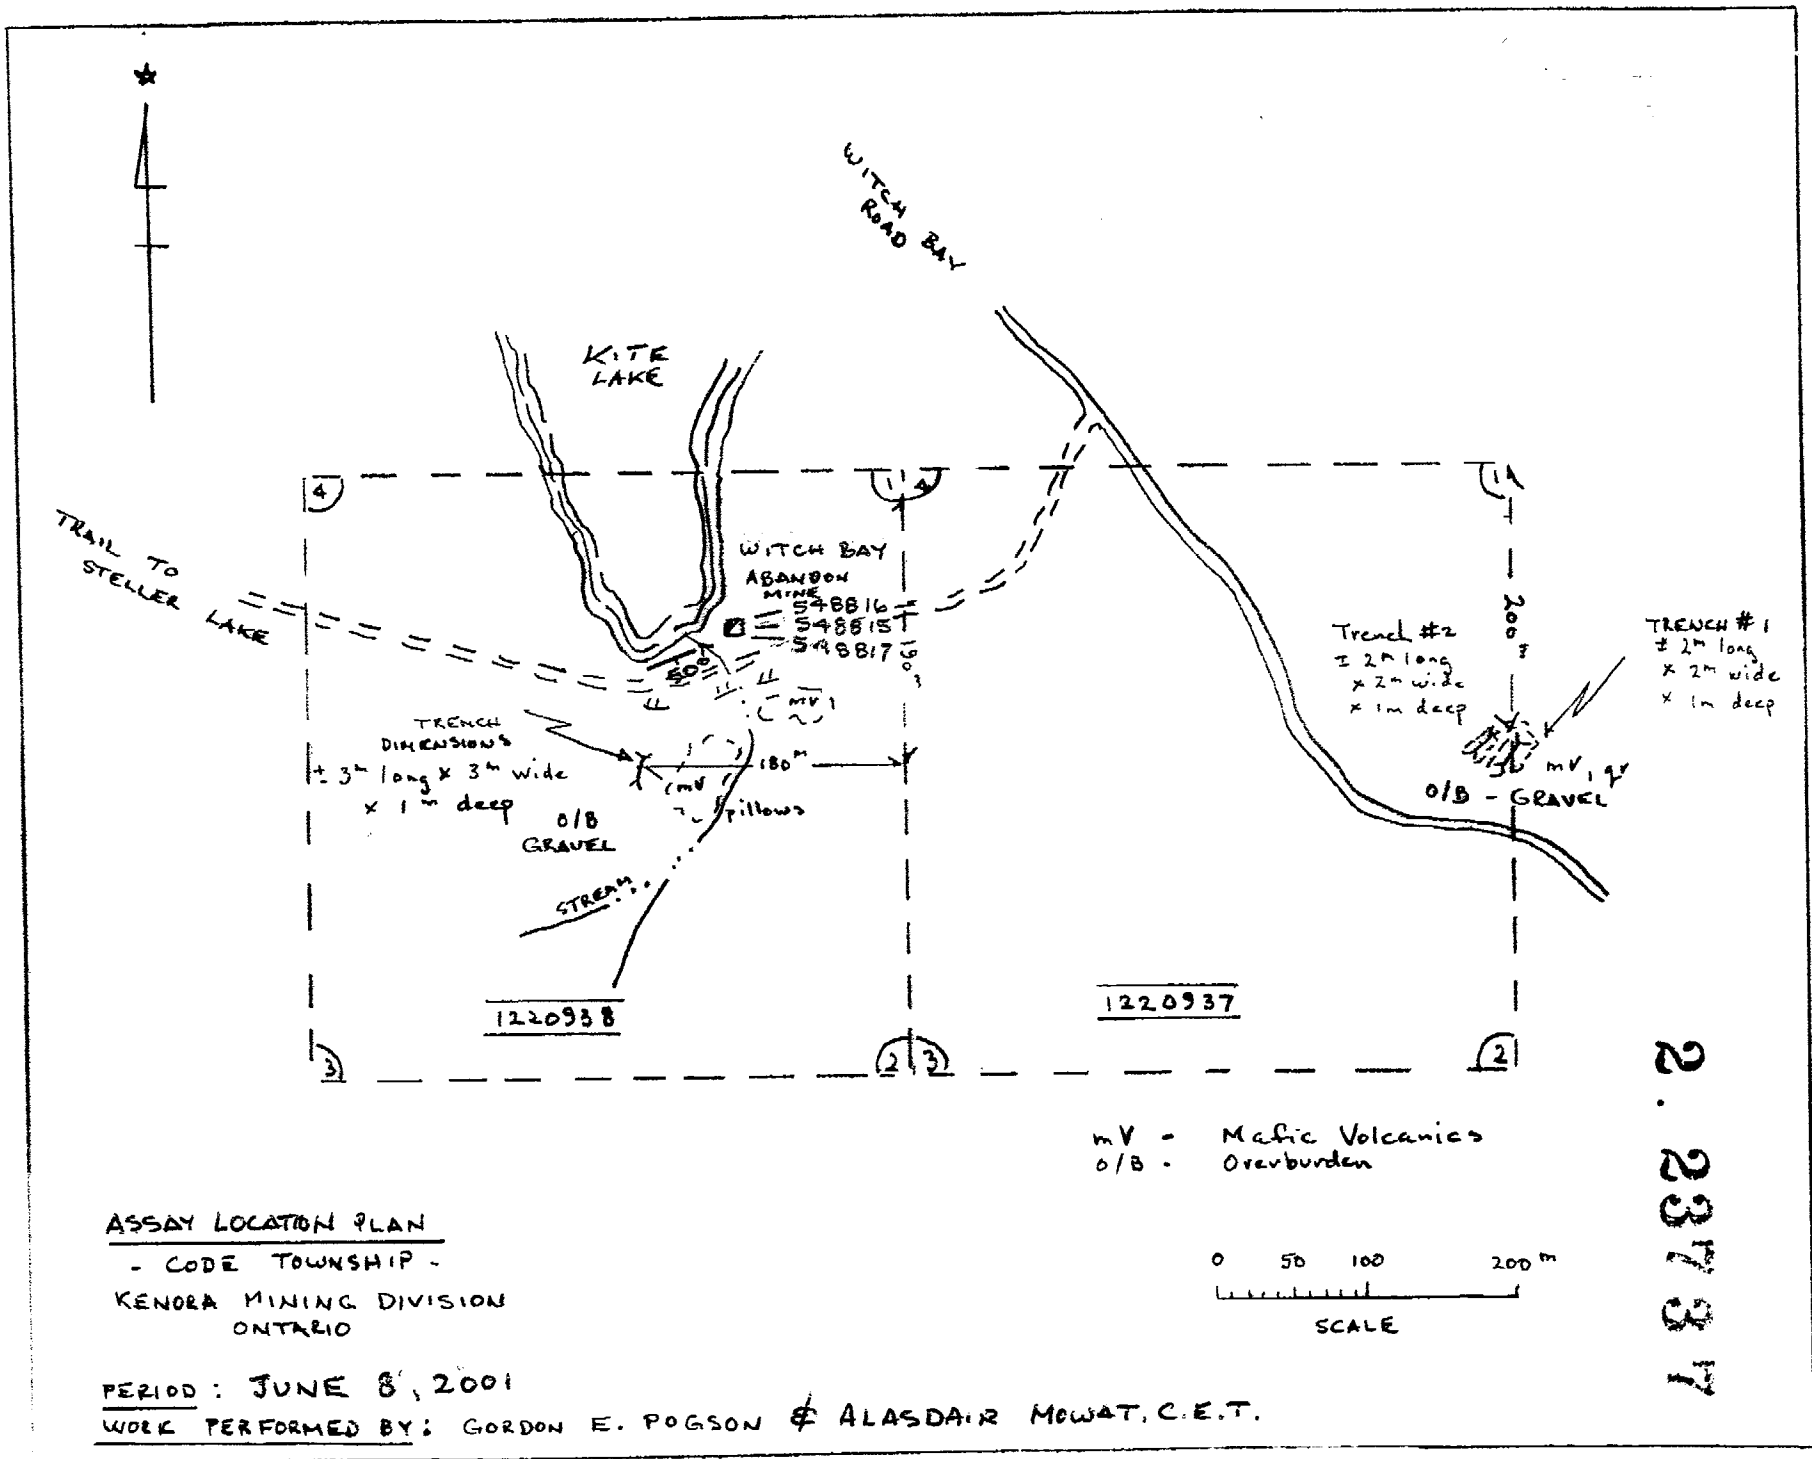 WITCH BAY
ROAD
KITE
LAKE
4
1
4
1
TRAIL TO
STELLER LAKE
WITCH BAY
ABANDON
MINE
548816
548815
548817
50'
mV
160
200
Trench #2
± 2m long
x 2m wide
x 1m deep
TRENCH #1
± 2m long
x 2m wide
x 1m deep
TRENCH
DIMENSIONS
± 3m long x 3m wide
x 1m deep
180m
mV
pillows
O/B
GRAVEL
STREAM
mV, qv
O/B - GRAVEL
1220938
1220937
3
2
3
2
mV - Mafic Volcanics
O/B - Overburden
ASSAY LOCATION PLAN
- CODE TOWNSHIP -
KENORA MINING DIVISION
ONTARIO
0 50 100 200m
SCALE
PERIOD : JUNE 8, 2001
WORK PERFORMED BY : GORDON E. POGSON & ALASDAIR MOWAT, C.E.T.
2.23737